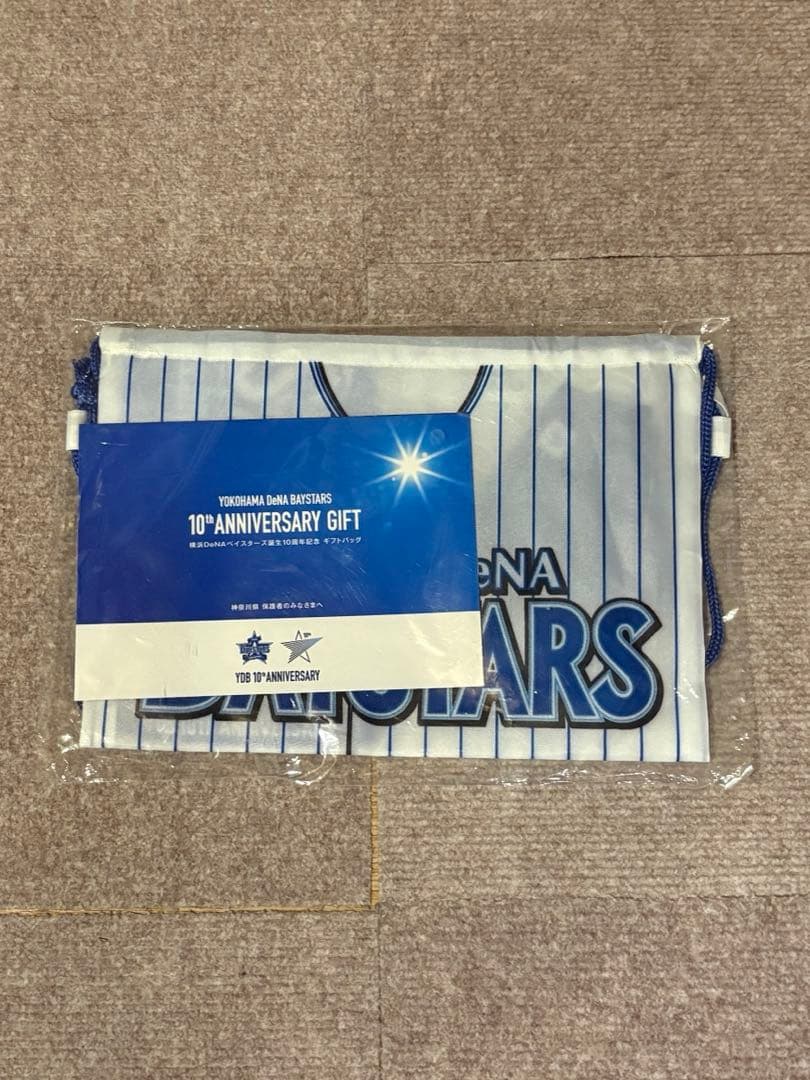 YOKOHAMA DeNA BAYSTARS
10th ANNIVERSARY GIFT
横浜DeNAベイスターズ誕生10周年記念 ギフトバッグ
神奈川県 保護者のみなさまへ
YDB 10th ANNIVERSARY
DeNA
BAYSTARS